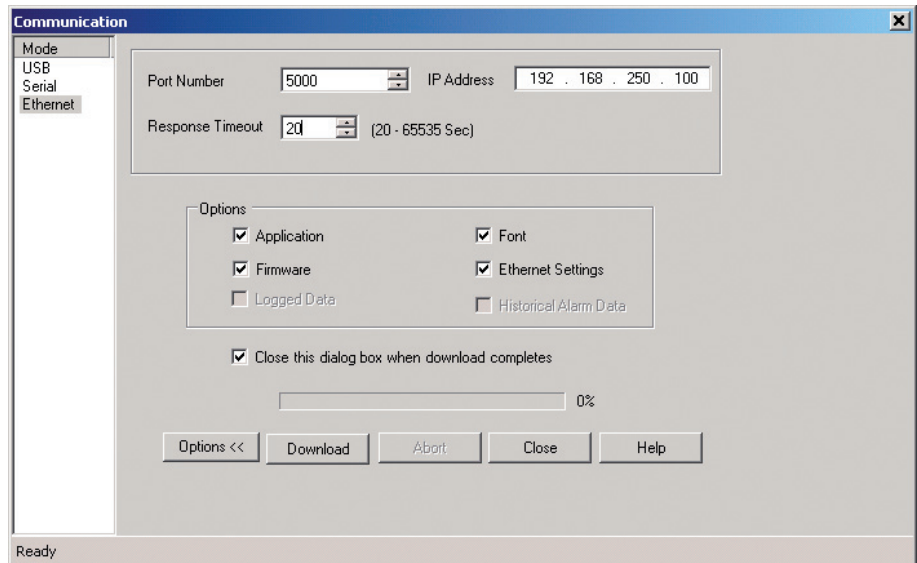 Communication
Mode
USB
Serial
Ethernet
Port Number 5000 IP Address 192 . 168 . 250 . 100
Response Timeout 20 (20 - 65535 Sec)
Options
Application Font
Firmware Ethernet Settings
Logged Data Historical Alarm Data
Close this dialog box when download completes
0%
Options << Download Abort Close Help
Ready